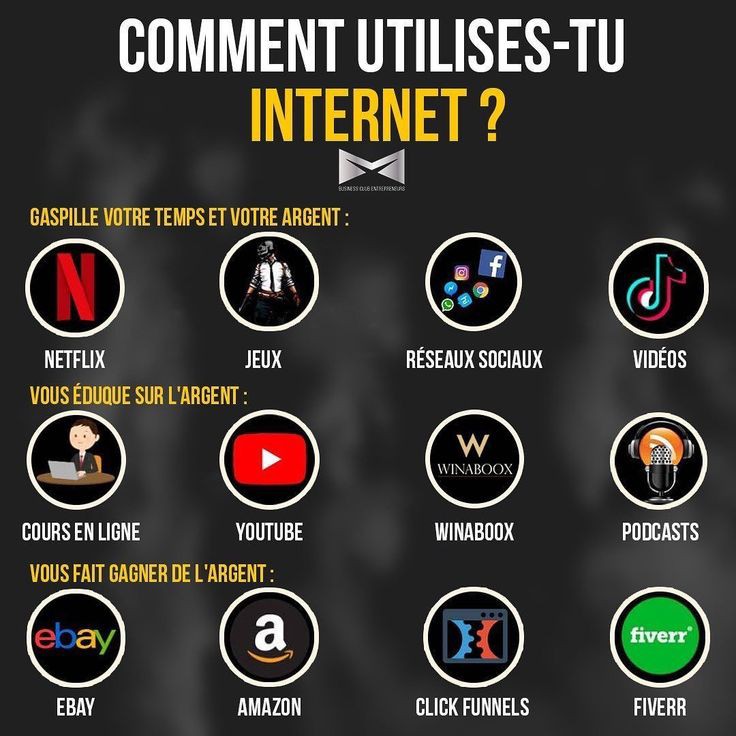 COMMENT UTILISES-TU
INTERNET ?
BUSINESS CLUB ENTREPRENEURS
GASPILLE VOTRE TEMPS ET VOTRE ARGENT :
NETFLIX
JEUX
RÉSEAUX SOCIAUX
VIDÉOS
VOUS ÉDUQUE SUR L'ARGENT :
W
WINABOOX
COURS EN LIGNE
YOUTUBE
WINABOOX
PODCASTS
VOUS FAIT GAGNER DE L'ARGENT :
ebay
a
fiverr
EBAY
AMAZON
CLICK FUNNELS
FIVERR